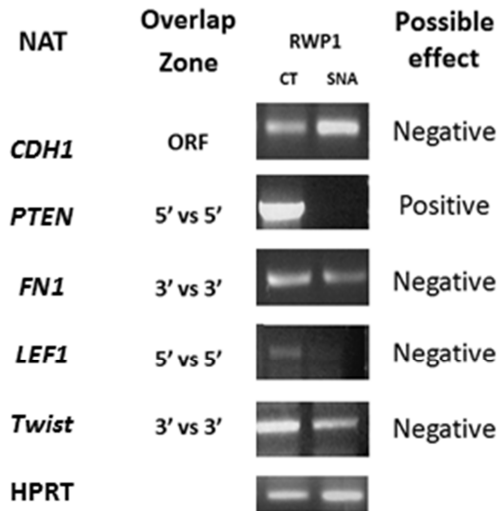 NAT Overlap Zone RWP1 Possible effect
CT SNA
CDH1 ORF Negative
PTEN 5’ vs 5’ Positive
FN1 3’ vs 3’ Negative
LEF1 5’ vs 5’ Negative
Twist 3’ vs 3’ Negative
HPRT